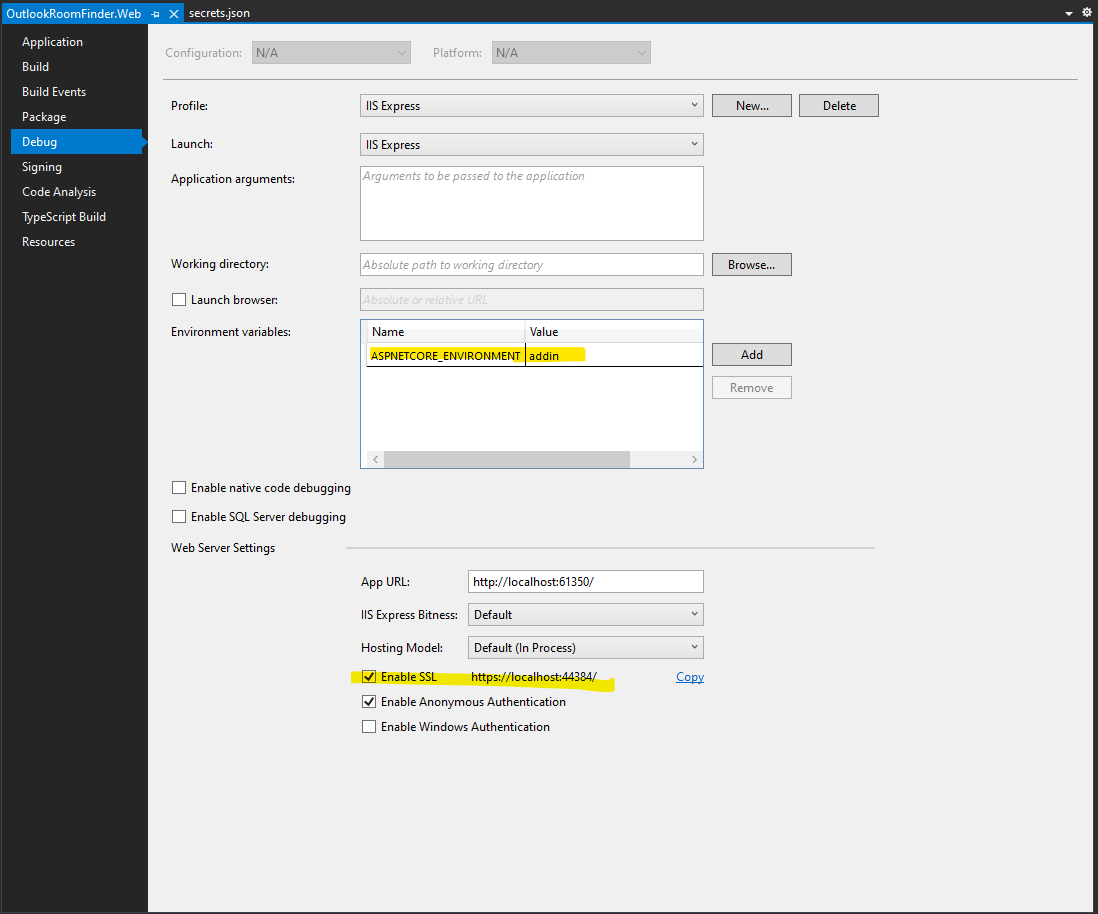 OutlookRoomFinder.Web secrets.json
Application
Build
Build Events
Package
Debug
Signing
Code Analysis
TypeScript Build
Resources
Configuration: N/A Platform: N/A
Profile: IIS Express New... Delete
Launch: IIS Express
Application arguments: Arguments to be passed to the application
Working directory: Absolute path to working directory Browse...
Launch browser: Absolute or relative URL
Environment variables: Name Value
ASPNETCORE_ENVIRONMENT addin Add
Remove
Enable native code debugging
Enable SQL Server debugging
Web Server Settings
App URL: http://localhost:61350/
IIS Express Bitness: Default
Hosting Model: Default (In Process)
Enable SSL https://localhost:44384/ Copy
Enable Anonymous Authentication
Enable Windows Authentication